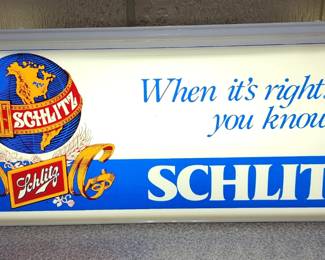 SCHLITZ
Schlitz
When it's right
you know
SCHLIT